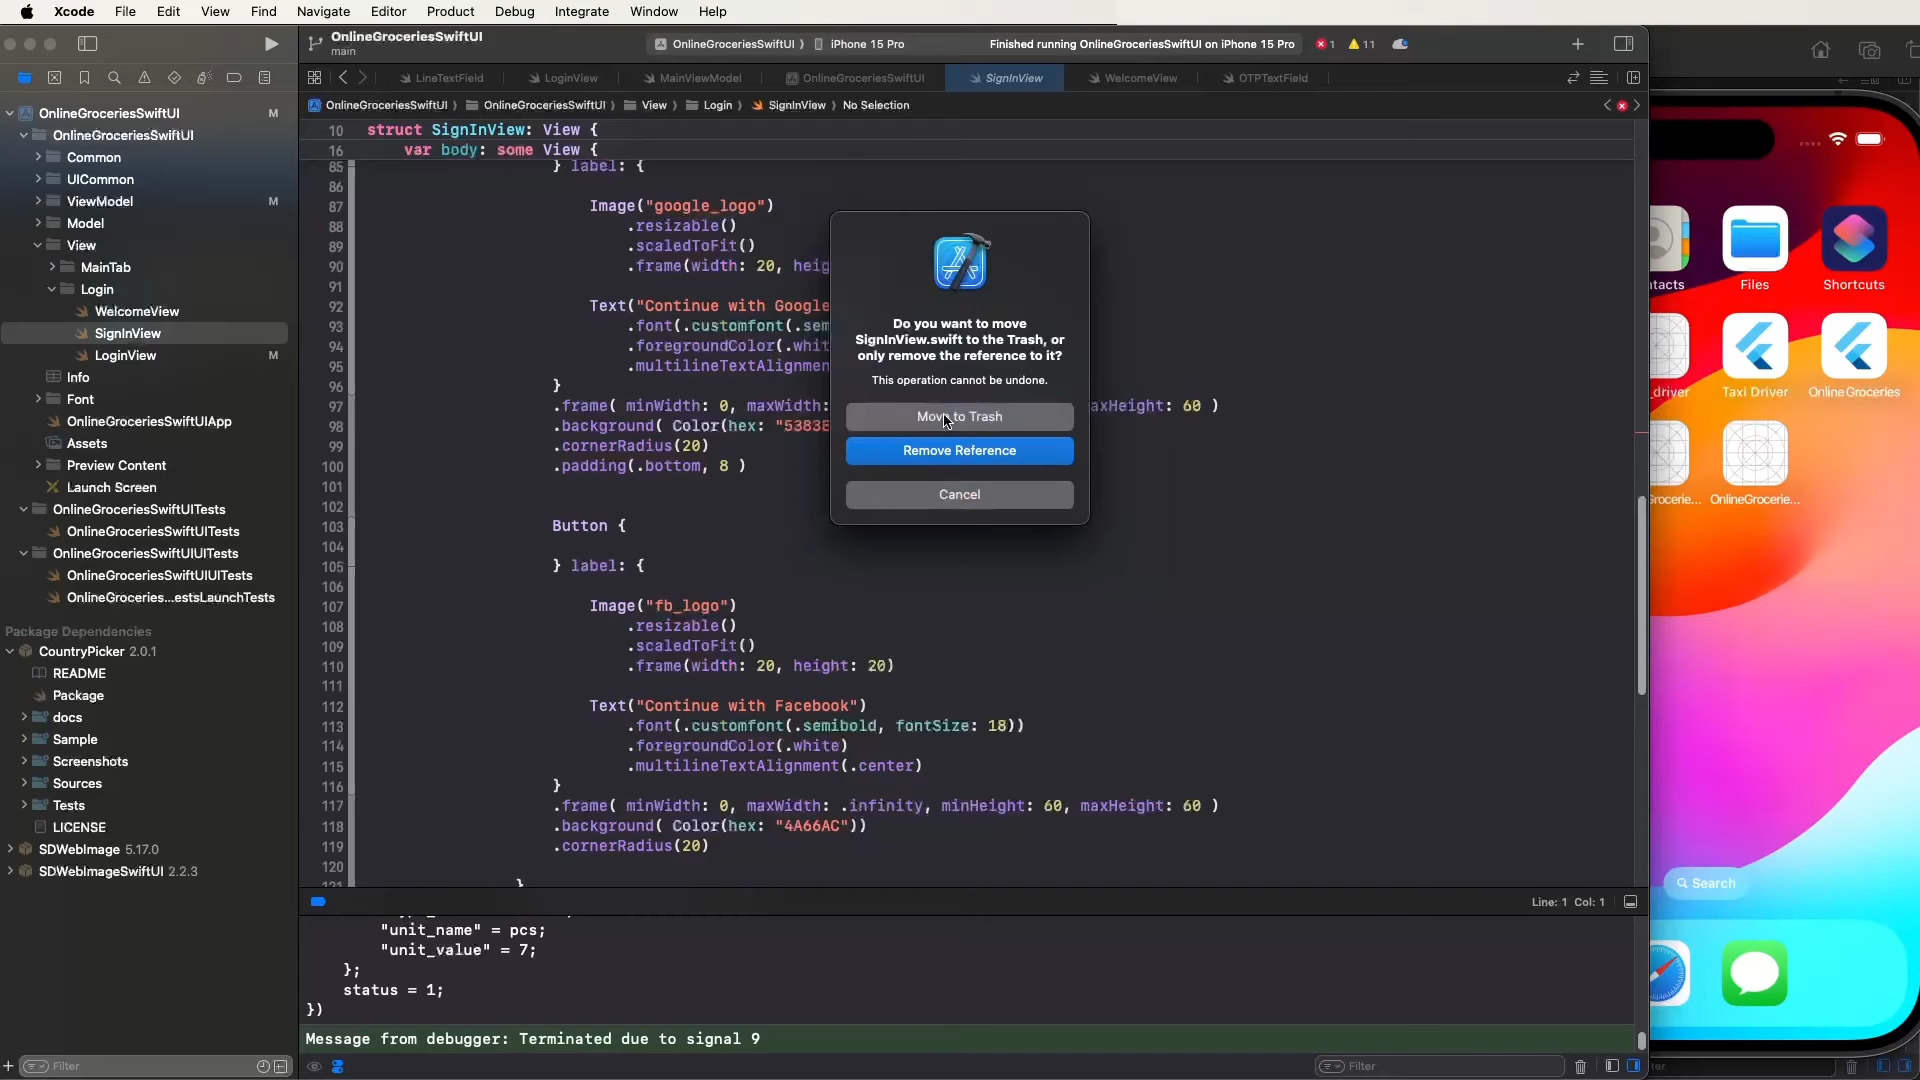 Xcode File Edit View Find Navigate Editor Product Debug Integrate Window Help
OnlineGroceriesSwiftUI
main
OnlineGroceriesSwiftUI iPhone 15 Pro
Finished running OnlineGroceriesSwiftUI on iPhone 15 Pro
1 11
LineTextField LoginView MainViewModel OnlineGroceriesSwiftUI SignInView WelcomeView OTPTextField
OnlineGroceriesSwiftUI OnlineGroceriesSwiftUI View Login SignInView No Selection
OnlineGroceriesSwiftUI M
OnlineGroceriesSwiftUI
Common
UICommon
ViewModel M
Model
View
MainTab
Login
WelcomeView
SignInView
LoginView M
Info
Font
OnlineGroceriesSwiftUIApp
Assets
Preview Content
Launch Screen
OnlineGroceriesSwiftUITests
OnlineGroceriesSwiftUITests
OnlineGroceriesSwiftUIUITests
OnlineGroceriesSwiftUIUITests
OnlineGroceries...estsLaunchTests
Package Dependencies
CountryPicker 2.0.1
README
Package
docs
Sample
Screenshots
Sources
Tests
LICENSE
SDWebImage 5.17.0
SDWebImageSwiftUI 2.2.3
Filter
10 struct SignInView: View {
16 var body: some View {
85 } label: {
86
87 Image("google_logo")
88 .resizable()
89 .scaledToFit()
90 .frame(width: 20, heig
91
92 Text("Continue with Google
93 .font(.customfont(.sem
94 .foregroundColor(.whit
95 .multilineTextAlignmen
96 }
97 .frame( minWidth: 0, maxWidth: axHeight: 60 )
98 .background( Color(hex: "5383E
99 .cornerRadius(20)
100 .padding(.bottom, 8 )
101
102
103 Button {
104
105 } label: {
106
107 Image("fb_logo")
108 .resizable()
109 .scaledToFit()
110 .frame(width: 20, height: 20)
111
112 Text("Continue with Facebook")
113 .font(.customfont(.semibold, fontSize: 18))
114 .foregroundColor(.white)
115 .multilineTextAlignment(.center)
116 }
117 .frame( minWidth: 0, maxWidth: .infinity, minHeight: 60, maxHeight: 60 )
118 .background( Color(hex: "4A66AC"))
119 .cornerRadius(20)
120
121 }
Do you want to move
SignInView.swift to the Trash, or
only remove the reference to it?
This operation cannot be undone.
Move to Trash
Remove Reference
Cancel
Line: 1 Col: 1
"unit_name" = pcs;
"unit_value" = 7;
};
status = 1;
})
Message from debugger: Terminated due to signal 9
Filter
ntacts Files Shortcuts
driver Taxi Driver OnlineGroceries
Grocerie... OnlineGrocerie...
Search